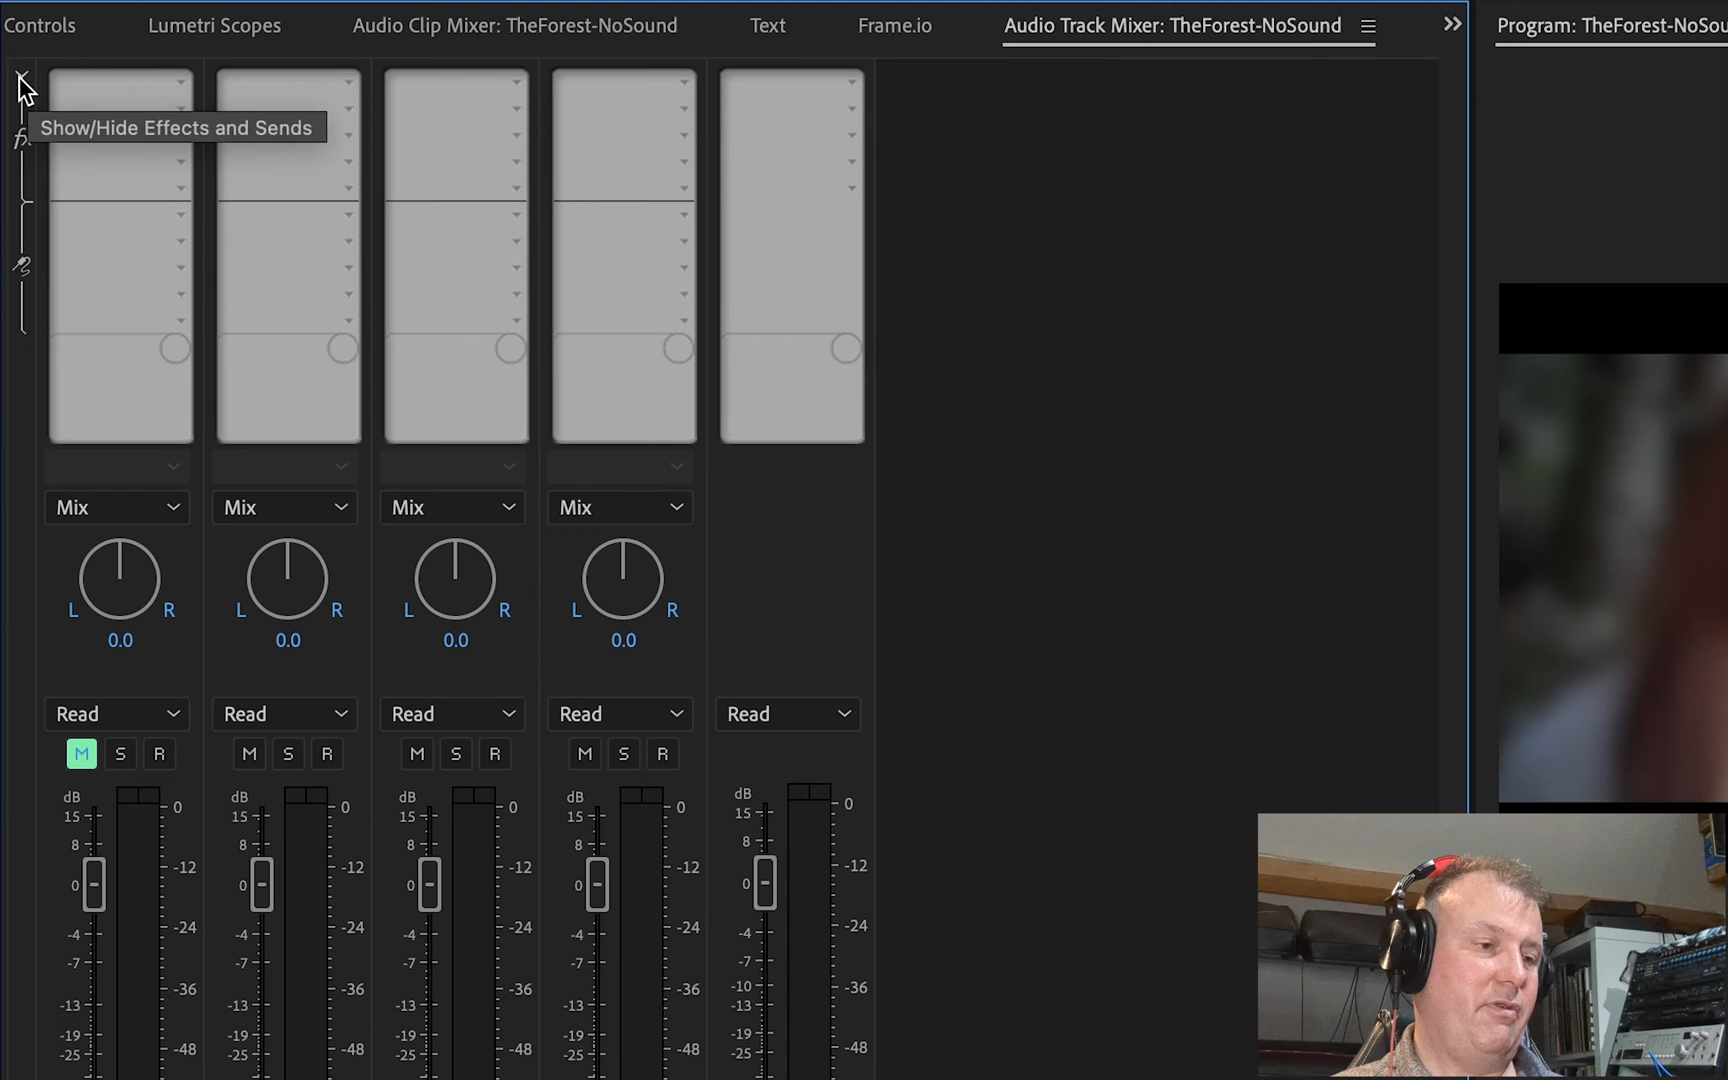 Controls
Lumetri Scopes
Audio Clip Mixer: TheForest-NoSound
Text
Frame.io
Audio Track Mixer: TheForest-NoSound
Program: TheForest-NoSou
Show/Hide Effects and Sends
fx
Mix
Mix
Mix
Mix
L R
L R
L R
L R
0.0
0.0
0.0
0.0
Read
Read
Read
Read
Read
M S R
M S R
M S R
M S R
dB
15
8
0
-4
-7
-13
-19
-25
0
-12
-24
-36
-48
dB
15
8
0
-4
-7
-13
-19
-25
0
-12
-24
-36
-48
dB
15
8
0
-4
-7
-13
-19
-25
0
-12
-24
-36
-48
dB
15
8
0
-4
-7
-13
-19
-25
0
-12
-24
-36
-48
dB
15
8
0
-4
-7
-10
-13
-19
-25
0
-12
-24
-36
-48